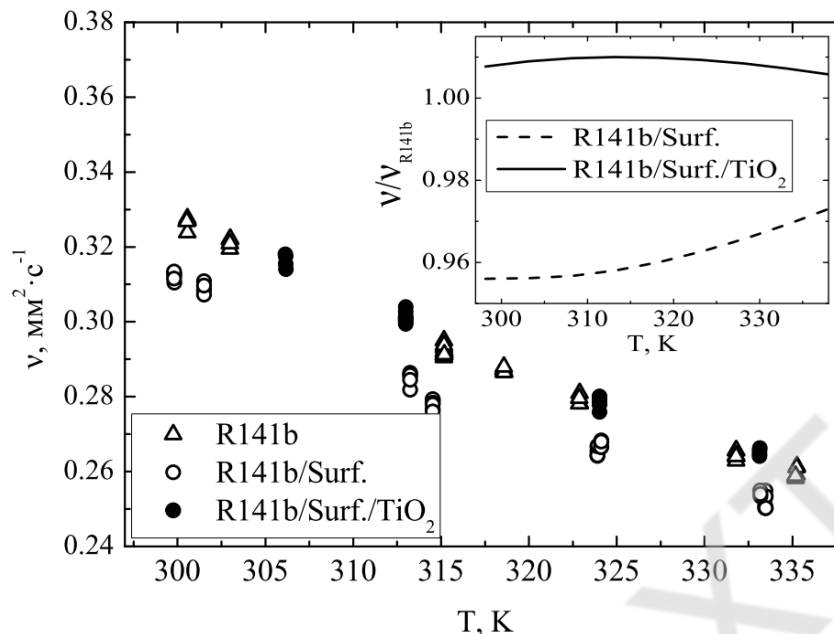 0.38
0.36
0.34
0.32
0.30
0.28
0.26
0.24
ν, мм²·с⁻¹
300 305 310 315 320 325 330 335
T, K
R141b
R141b/Surf.
R141b/Surf./TiO₂
1.00
0.98
0.96
ν/ν_R141b
300 310 320 330
T, K
R141b/Surf.
R141b/Surf./TiO₂